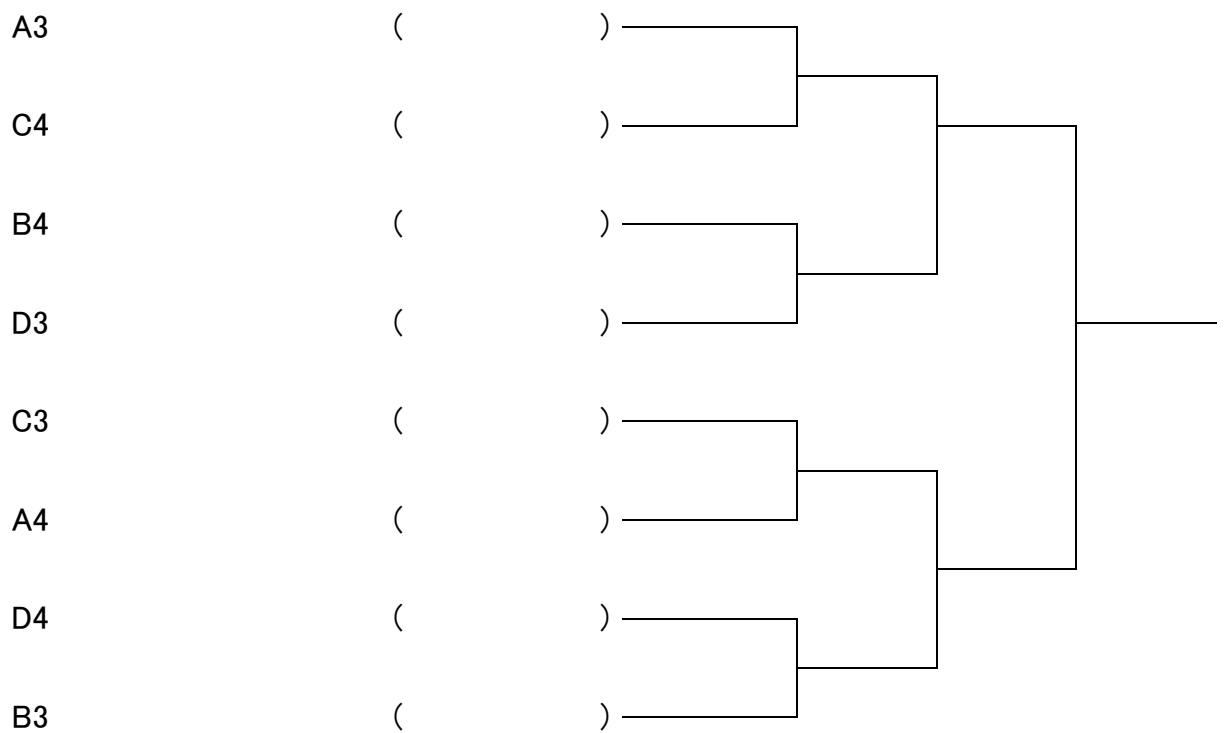 A3 ( )
C4 ( )
B4 ( )
D3 ( )
C3 ( )
A4 ( )
D4 ( )
B3 ( )